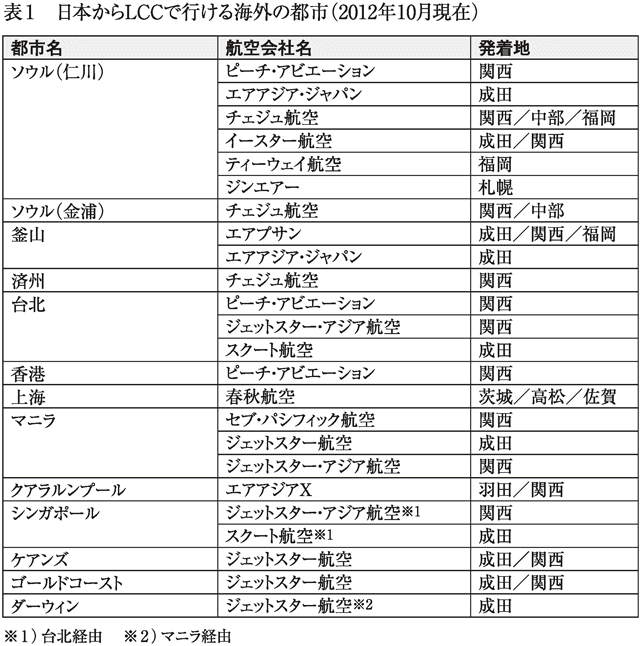 表1 日本からLCCで行ける海外の都市（2012年10月現在）
都市名 航空会社名 発着地
ソウル（仁川） ピーチ・アビエーション 関西
エアアジア・ジャパン 成田
チェジュ航空 関西／中部／福岡
イースター航空 成田／関西
ティーウェイ航空 福岡
ジンエアー 札幌
ソウル（金浦） チェジュ航空 関西／中部
釜山 エアプサン 成田／関西／福岡
エアアジア・ジャパン 成田
済州 チェジュ航空 関西
台北 ピーチ・アビエーション 関西
ジェットスター・アジア航空 関西
スクート航空 成田
香港 ピーチ・アビエーション 関西
上海 春秋航空 茨城／高松／佐賀
マニラ セブ・パシフィック航空 関西
ジェットスター航空 成田
ジェットスター・アジア航空 関西
クアラルンプール エアアジアX 羽田／関西
シンガポール ジェットスター・アジア航空※1 関西
スクート航空※1 成田
ケアンズ ジェットスター航空 成田／関西
ゴールドコースト ジェットスター航空 成田／関西
ダーウィン ジェットスター航空※2 成田
※1）台北経由 ※2）マニラ経由